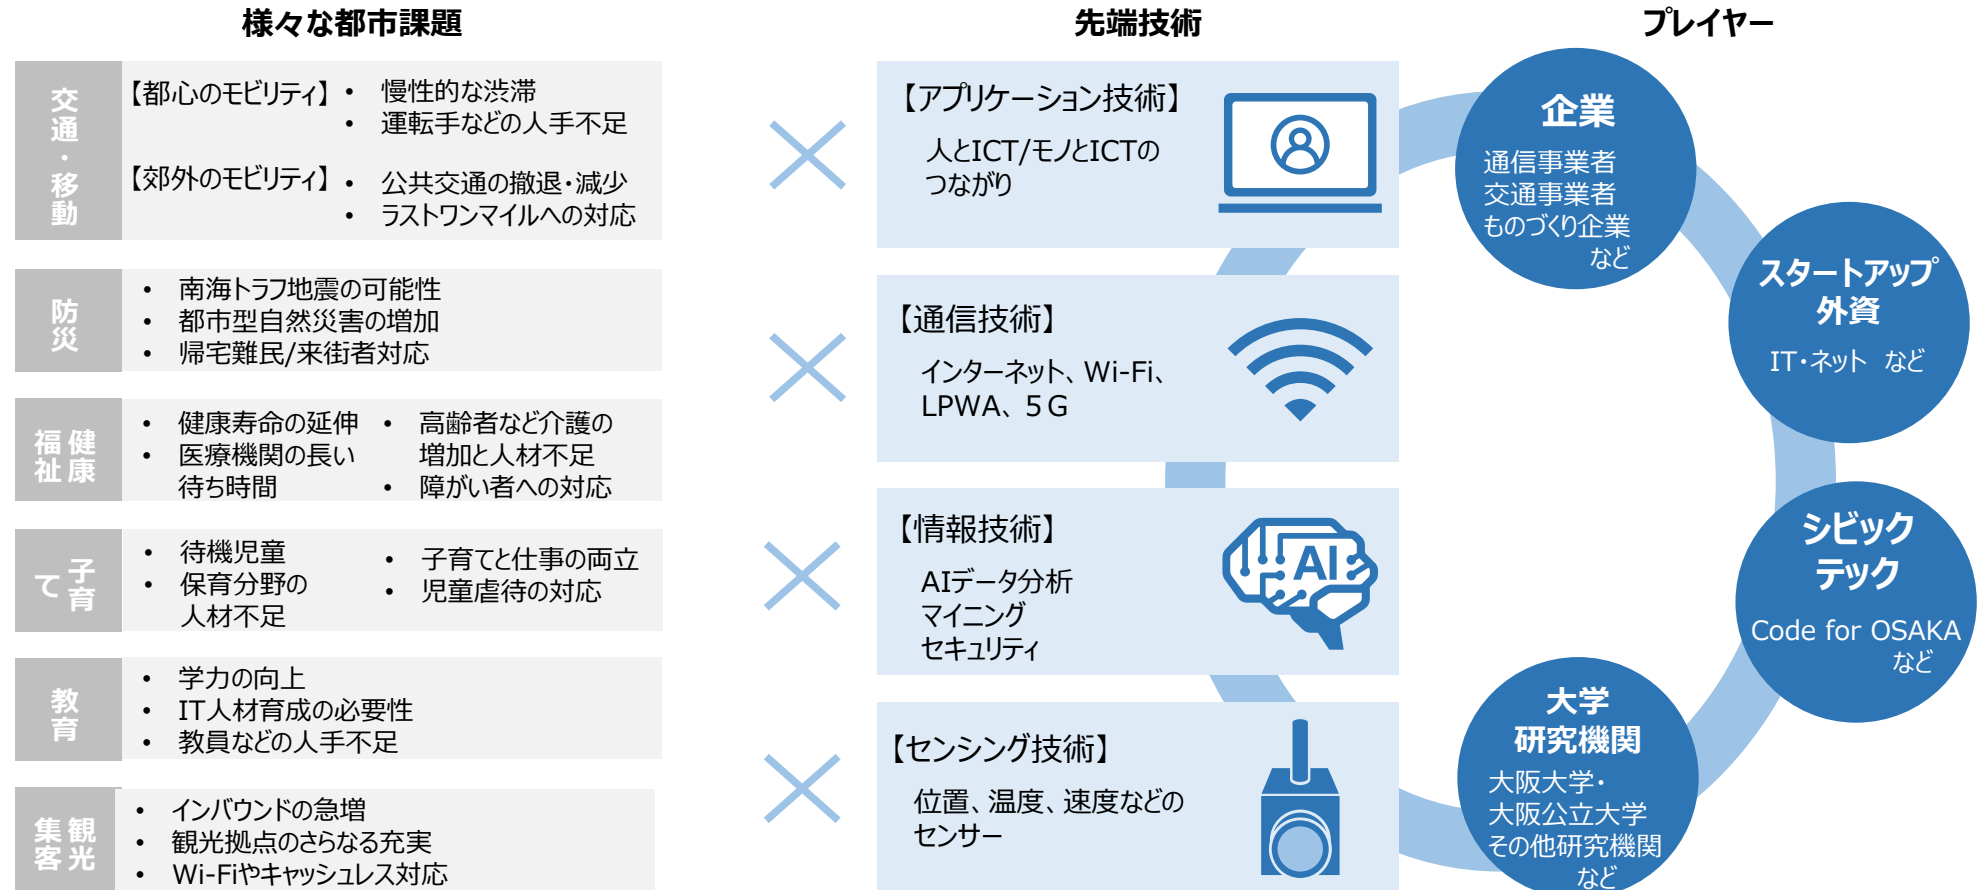 様々な都市課題
先端技術
プレイヤー
交通・移動
【都心のモビリティ】
• 慢性的な渋滞
• 運転手などの人手不足
【郊外のモビリティ】
• 公共交通の撤退・減少
• ラストワンマイルへの対応
防災
• 南海トラフ地震の可能性
• 都市型自然災害の増加
• 帰宅難民/来街者対応
健康
福祉
• 健康寿命の延伸
• 医療機関の長い
待ち時間
• 高齢者など介護の
増加と人材不足
• 障がい者への対応
子育
て
• 待機児童
• 保育分野の
人材不足
• 子育てと仕事の両立
• 児童虐待の対応
教育
• 学力の向上
• IT人材育成の必要性
• 教員などの人手不足
観光
集客
• インバウンドの急増
• 観光拠点のさらなる充実
• Wi-Fiやキャッシュレス対応
【アプリケーション技術】
人とICT/モノとICTの
つながり
【通信技術】
インターネット、Wi-Fi、
LPWA、５G
【情報技術】
AIデータ分析
マイニング
セキュリティ
AI
【センシング技術】
位置、温度、速度などの
センサー
企業
通信事業者
交通事業者
ものづくり企業
など
スタートアップ
外資
IT・ネット など
シビック
テック
Code for OSAKA
など
大学
研究機関
大阪大学・
大阪公立大学
その他研究機関
など